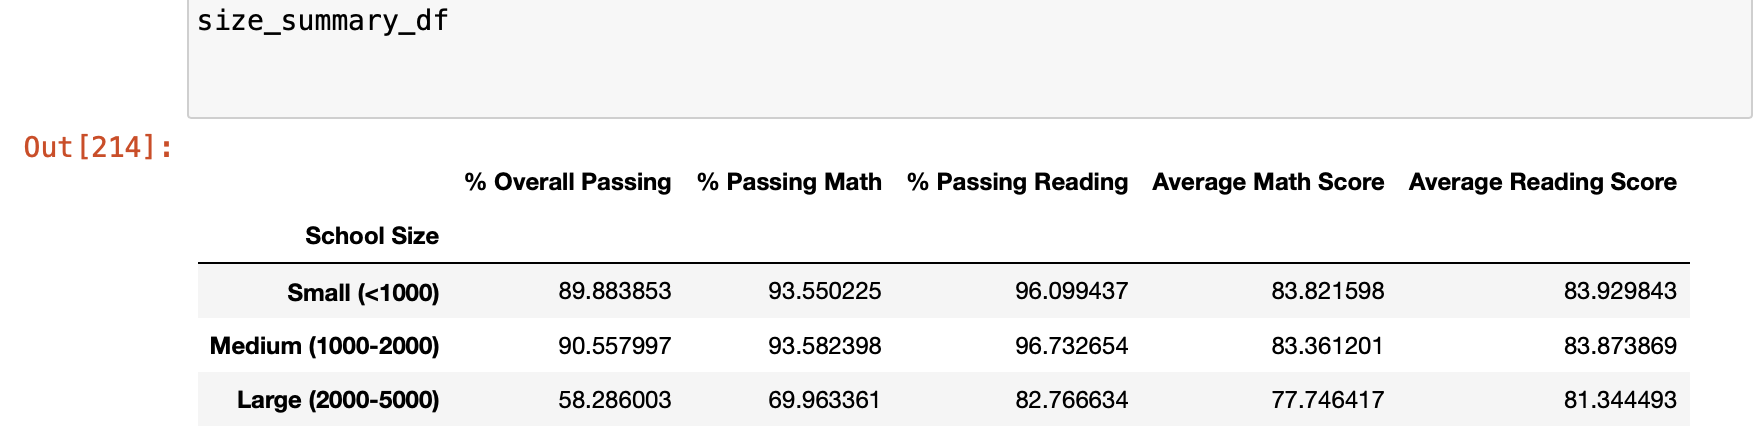 size_summary_df
Out[214]:
% Overall Passing % Passing Math % Passing Reading Average Math Score Average Reading Score
School Size
Small (<1000) 89.883853 93.550225 96.099437 83.821598 83.929843
Medium (1000-2000) 90.557997 93.582398 96.732654 83.361201 83.873869
Large (2000-5000) 58.286003 69.963361 82.766634 77.746417 81.344493